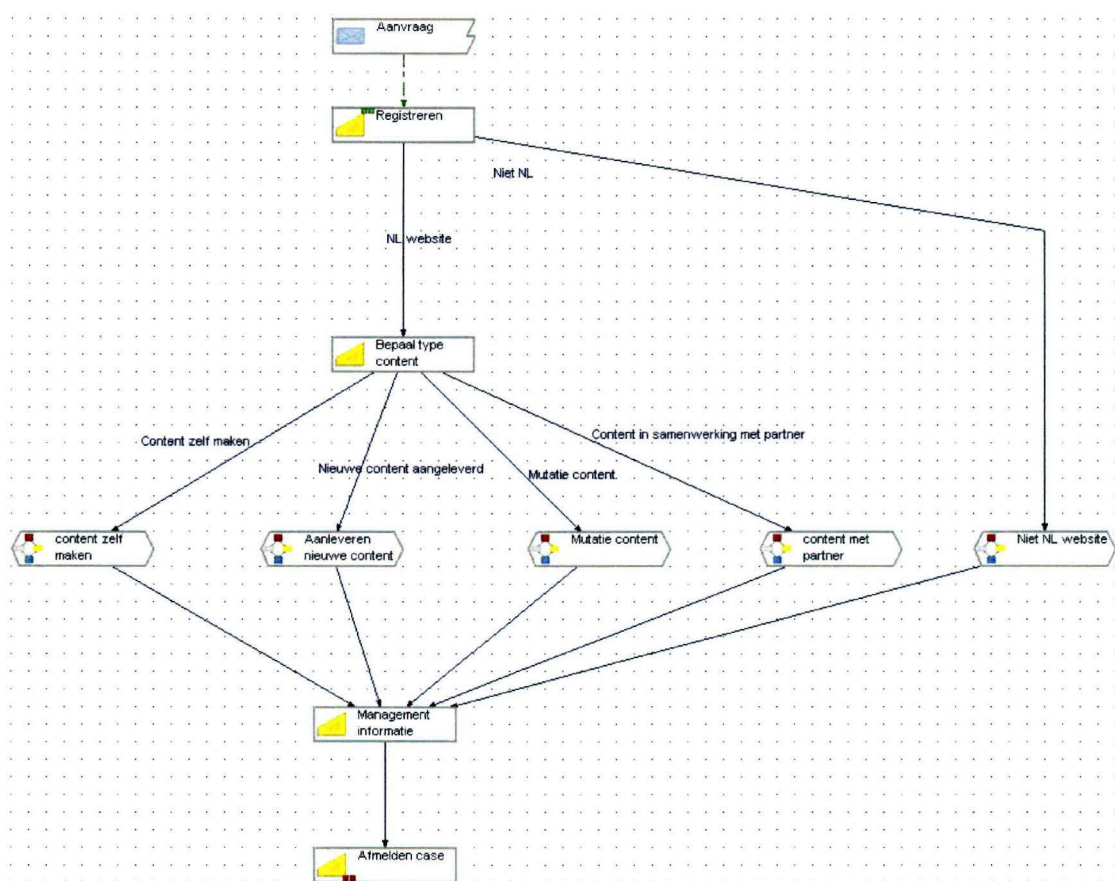 Aanvraag
Registreren
Niet NL
NL website
Bepaal type
content
Content zelf maken
Nieuwe content aangeleverd
Mutatie content
Content in samenwerking met partner
content zelf
maken
Aanleveren
nieuwe content
Mutatie content
content met
partner
Niet NL website
Management
informatie
Afmelden case